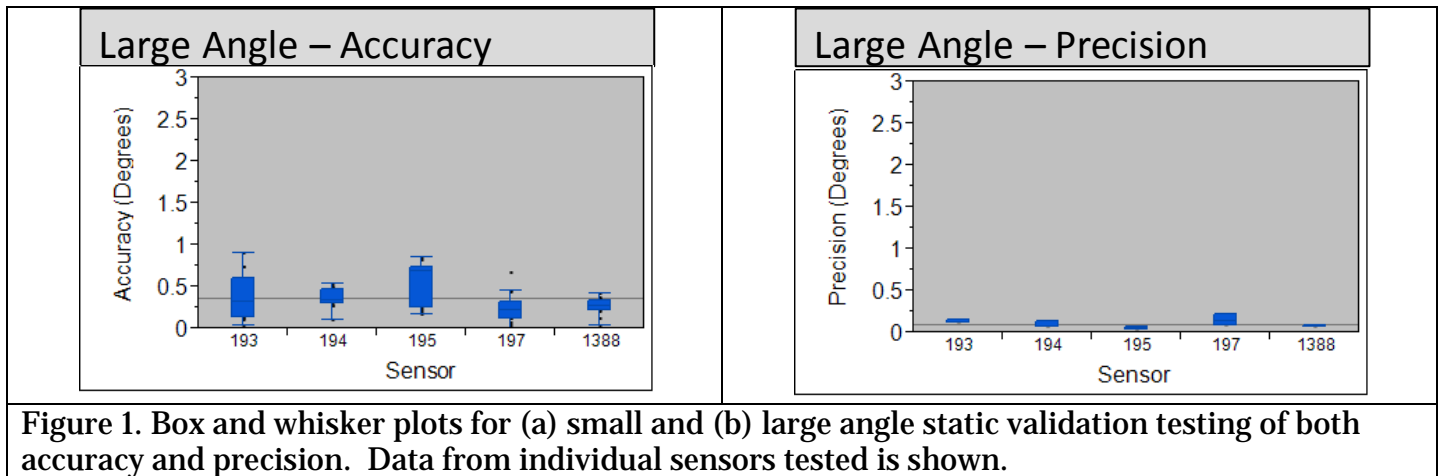 Large Angle – Accuracy
3
2.5
2
1.5
1
0.5
0
Accuracy (Degrees)
193 194 195 197 1388
Sensor
Large Angle – Precision
3
2.5
2
1.5
1
0.5
0
Precision (Degrees)
193 194 195 197 1388
Sensor
Figure 1. Box and whisker plots for (a) small and (b) large angle static validation testing of both
accuracy and precision.  Data from individual sensors tested is shown.